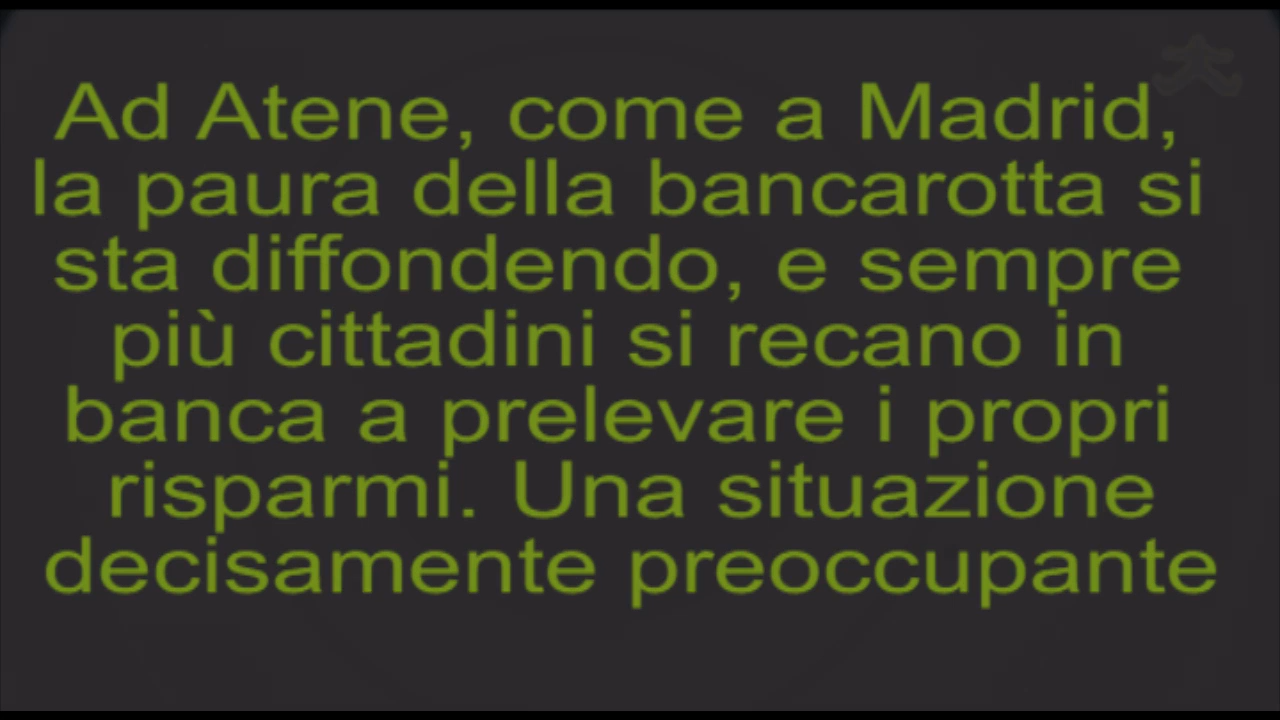 Ad Atene, come a Madrid,
la paura della bancarotta si
sta diffondendo, e sempre
più cittadini si recano in
banca a prelevare i propri
risparmi. Una situazione
decisamente preoccupante